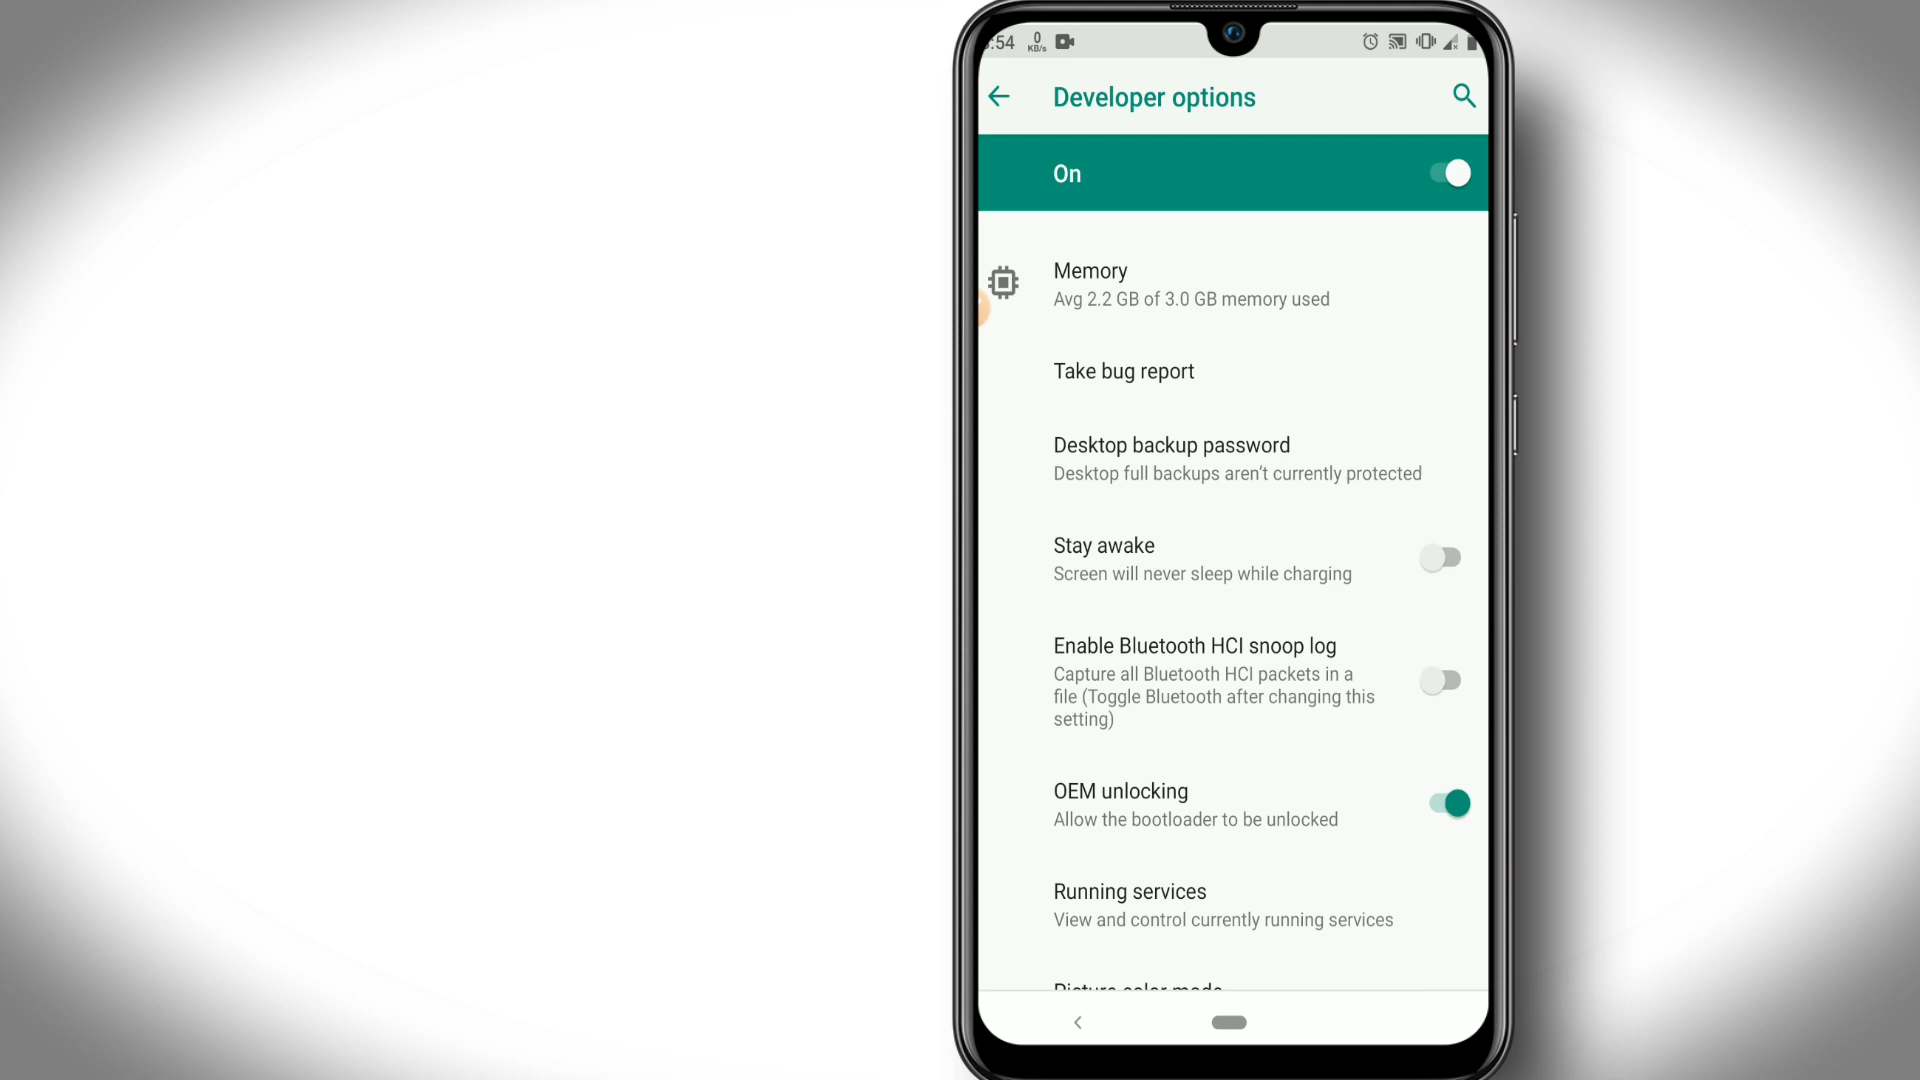 :54 0 KB/s
Developer options
On
Memory
Avg 2.2 GB of 3.0 GB memory used
Take bug report
Desktop backup password
Desktop full backups aren't currently protected
Stay awake
Screen will never sleep while charging
Enable Bluetooth HCI snoop log
Capture all Bluetooth HCI packets in a
file (Toggle Bluetooth after changing this
setting)
OEM unlocking
Allow the bootloader to be unlocked
Running services
View and control currently running services
Picture color mode